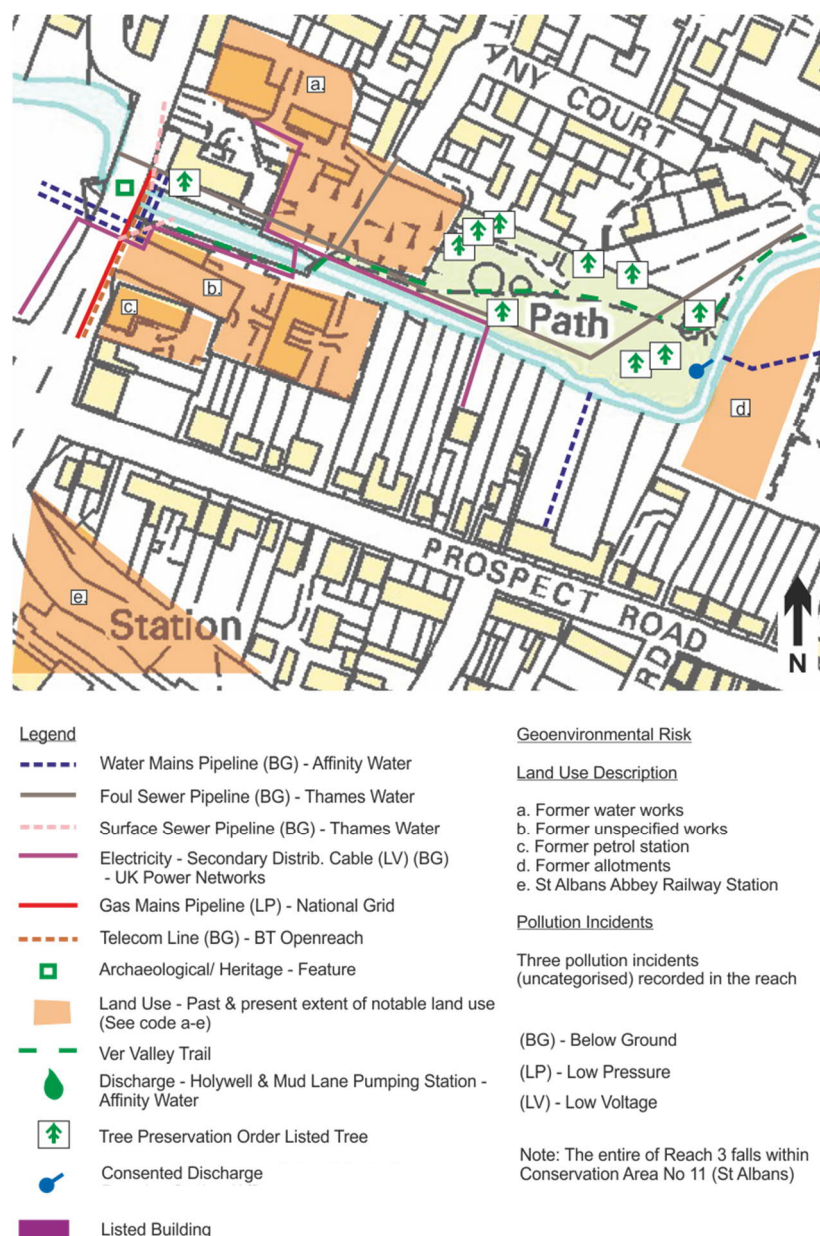 a.
ANY COURT
b.
c.
Path
d.
PROSPECT ROAD
e.
Station
RD
N
Legend
Water Mains Pipeline (BG) - Affinity Water
Foul Sewer Pipeline (BG) - Thames Water
Surface Sewer Pipeline (BG) - Thames Water
Electricity - Secondary Distrib. Cable (LV) (BG)
- UK Power Networks
Gas Mains Pipeline (LP) - National Grid
Telecom Line (BG) - BT Openreach
Archaeological/ Heritage - Feature
Land Use - Past & present extent of notable land use
(See code a-e)
Ver Valley Trail
Discharge - Holywell & Mud Lane Pumping Station -
Affinity Water
Tree Preservation Order Listed Tree
Consented Discharge
Listed Building
Geoenvironmental Risk
Land Use Description
a. Former water works
b. Former unspecified works
c. Former petrol station
d. Former allotments
e. St Albans Abbey Railway Station
Pollution Incidents
Three pollution incidents
(uncategorised) recorded in the reach
(BG) - Below Ground
(LP) - Low Pressure
(LV) - Low Voltage
Note: The entire of Reach 3 falls within
Conservation Area No 11 (St Albans)